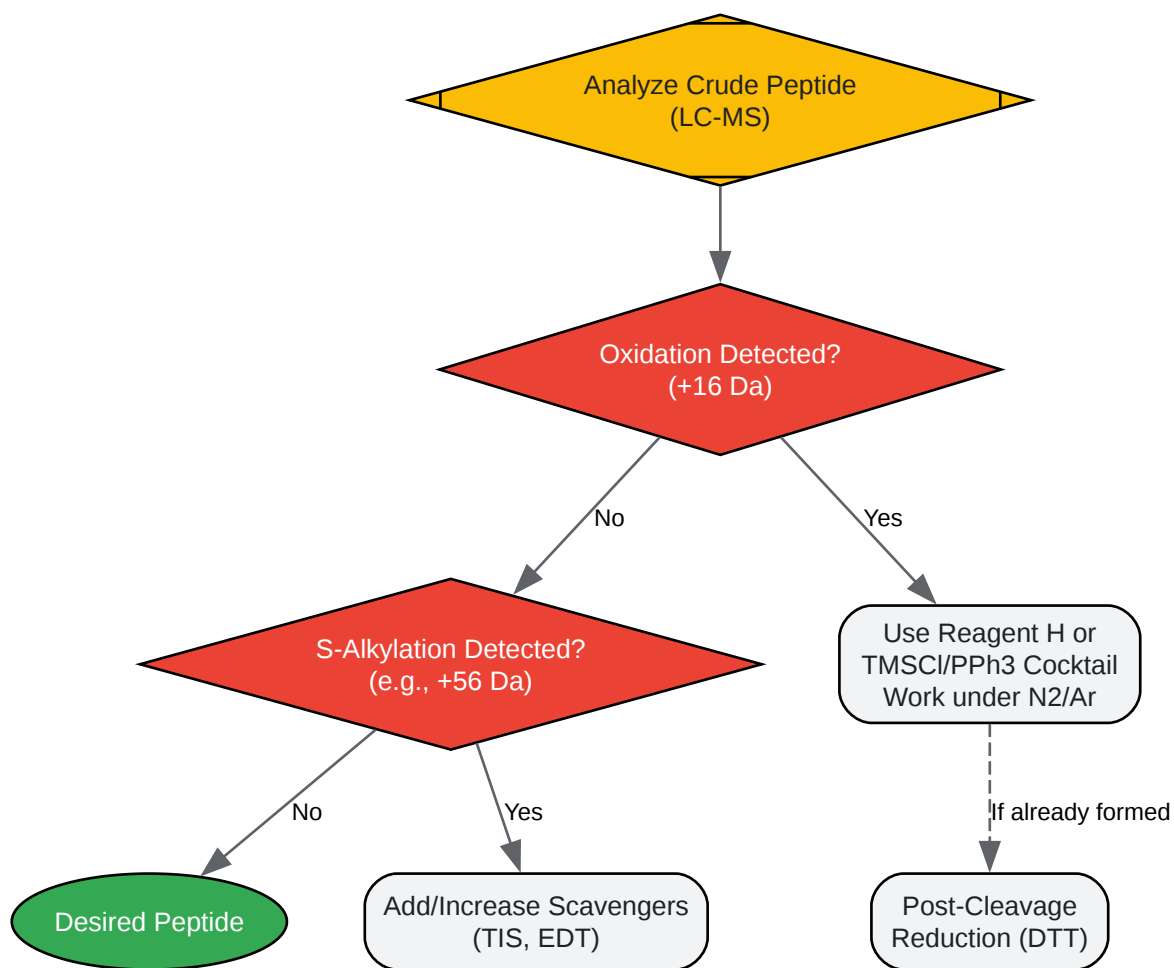 Analyze Crude Peptide
(LC-MS)
Oxidation Detected?
(+16 Da)
No
Yes
S-Alkylation Detected?
(e.g., +56 Da)
Use Reagent H or
TMSCl/PPh3 Cocktail
Work under N2/Ar
No
Yes
If already formed
Desired Peptide
Add/Increase Scavengers
(TIS, EDT)
Post-Cleavage
Reduction (DTT)